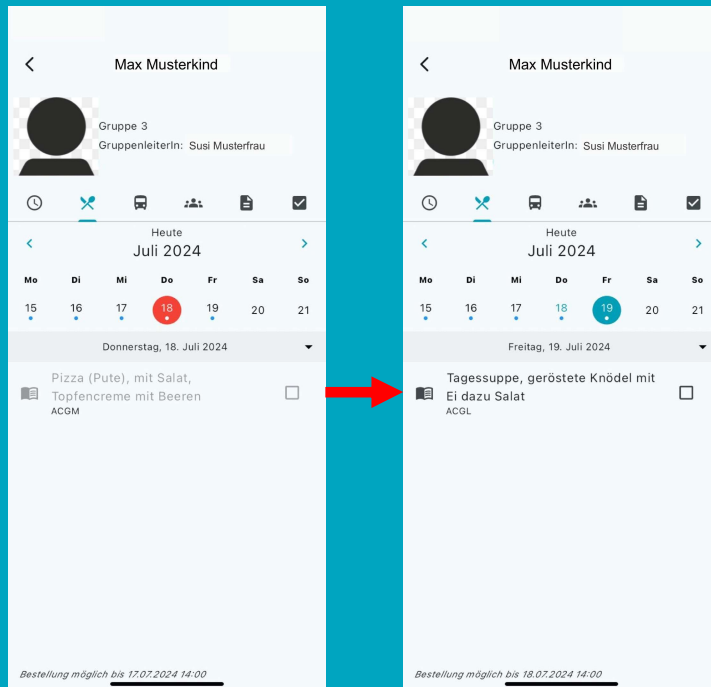 Max Musterkind
Gruppe 3
GruppenleiterIn: Susi Musterfrau
Heute
Juli 2024
Mo Di Mi Do Fr Sa So
15 16 17 18 19 20 21
Donnerstag, 18. Juli 2024
Pizza (Pute), mit Salat,
Topfencreme mit Beeren
ACGM
Bestellung möglich bis 17.07.2024 14:00
Max Musterkind
Gruppe 3
GruppenleiterIn: Susi Musterfrau
Heute
Juli 2024
Mo Di Mi Do Fr Sa So
15 16 17 18 19 20 21
Freitag, 19. Juli 2024
Tagessuppe, geröstete Knödel mit
Ei dazu Salat
ACGL
Bestellung möglich bis 18.07.2024 14:00